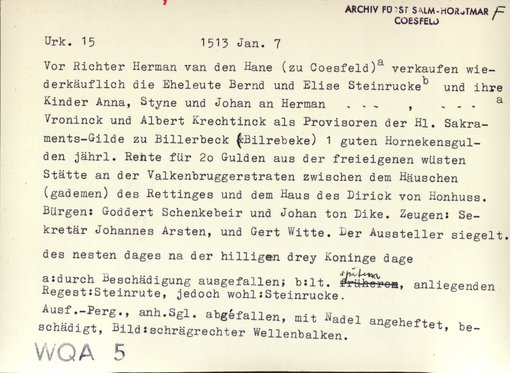 ARCHIV FÜRST SALM-HORSTMAR F
COESFELD
Urk. 15 1513 Jan. 7
Vor Richter Herman van den Hane (zu Coesfeld)a verkaufen wie-
derkäuflich die Eheleute Bernd und Elise Steinruckeb und ihre
Kinder Anna, Styne und Johan an Herman - - - , - - - a
Vroninck und Albert Krechtinck als Provisoren der Hl. Sakra-
ments-Gilde zu Billerbeck (Bilrebeke) 1 guten Hornekensgul-
den jährl. Rente für 2o Gulden aus der freieigenen wüsten
Stätte an der Valkenbruggerstraten zwischen dem Häuschen
(gademen) des Rettinges und dem Haus des Dirick von Honhuss.
Bürgen: Goddert Schenkebeir und Johan ton Dike. Zeugen: Se-
kretär Johannes Arsten, und Gert Witte. Der Aussteller siegelt.
des nesten dages na der hilligen drey Koninge dage
a:durch Beschädigung ausgefallen; b:lt. früheren späteren, anliegenden
Regest:Steinrute, jedoch wohl:Steinrucke.
Ausf.-Perg., anh.Sgl. abgefallen, mit Nadel angeheftet, be-
schädigt, Bild:schrägrechter Wellenbalken.
WQA 5